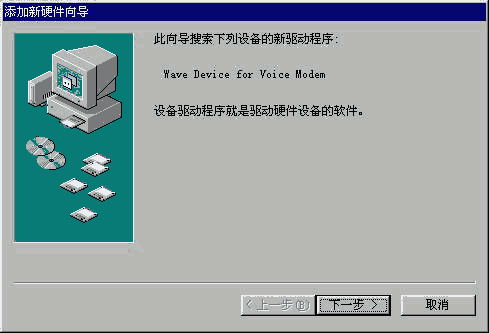 添加新硬件向导
此向导搜索下列设备的新驱动程序:
Wave Device for Voice Modem
设备驱动程序就是驱动硬件设备的软件。
< 上一步(B) 下一步 > 取消